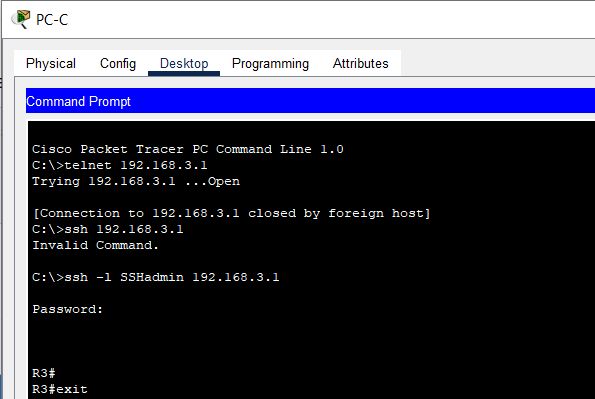 PC-C
Physical Config Desktop Programming Attributes
Command Prompt
Cisco Packet Tracer PC Command Line 1.0
C:\>telnet 192.168.3.1
Trying 192.168.3.1 ...Open
[Connection to 192.168.3.1 closed by foreign host]
C:\>ssh 192.168.3.1
Invalid Command.
C:\>ssh -l SSHadmin 192.168.3.1
Password:
R3#
R3#exit